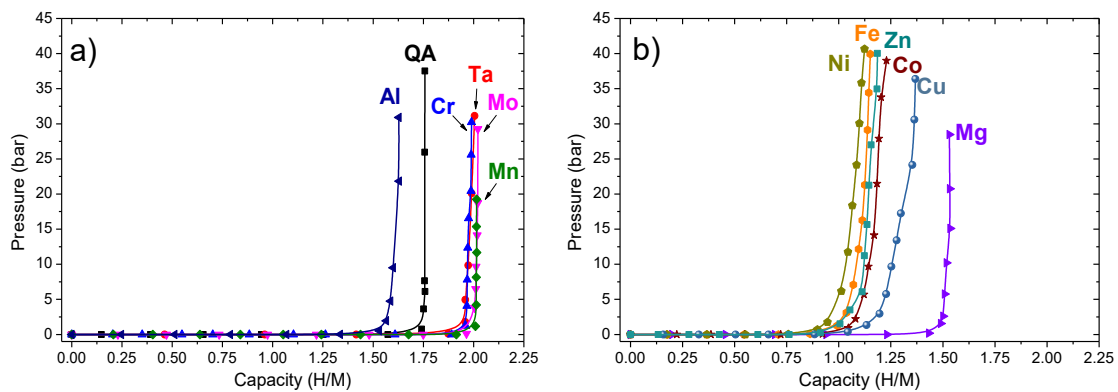 a)
45
40
35
30
25
20
15
10
5
0
Pressure (bar)
0.00 0.25 0.50 0.75 1.00 1.25 1.50 1.75 2.00 2.25
Capacity (H/M)
Al
QA
Cr
Ta
Mo
Mn
b)
45
40
35
30
25
20
15
10
5
0
Pressure (bar)
0.00 0.25 0.50 0.75 1.00 1.25 1.50 1.75 2.00 2.25
Capacity (H/M)
Ni
Fe
Zn
Co
Cu
Mg